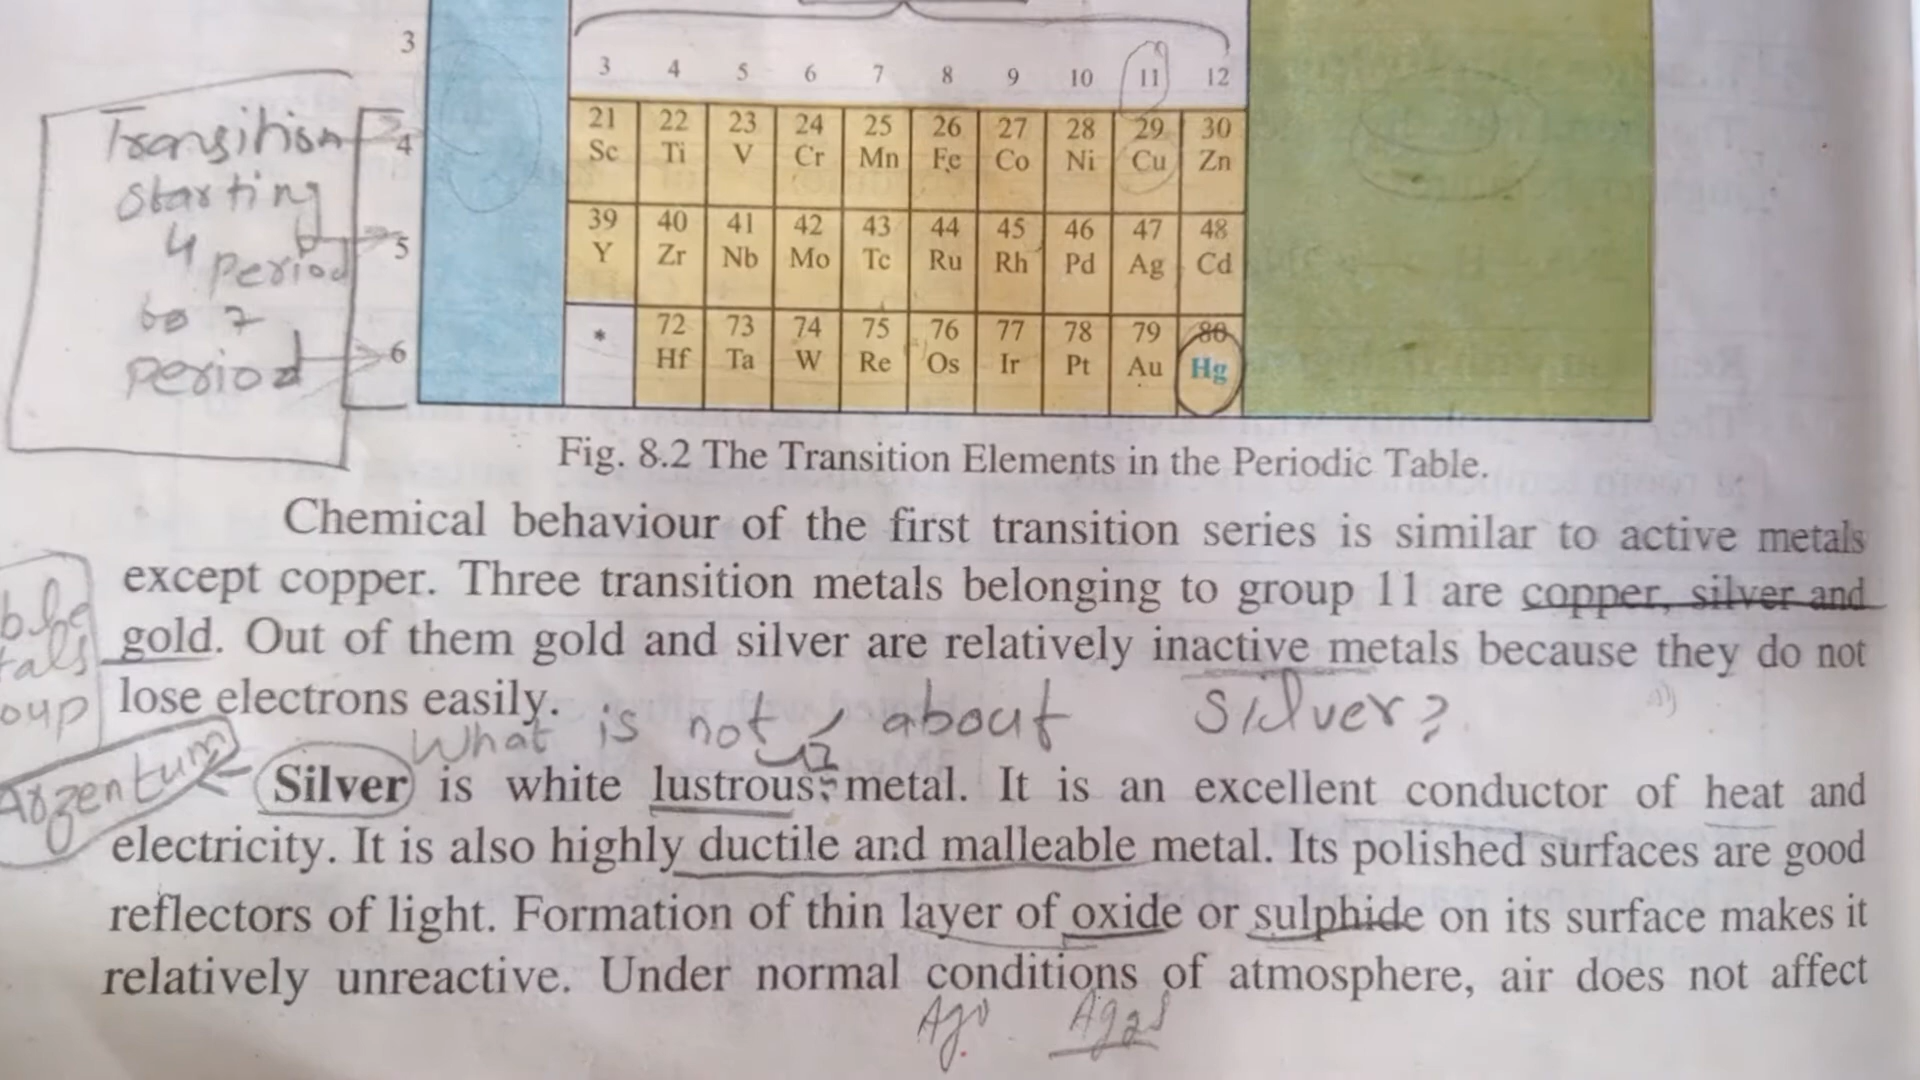 3
3 4 5 6 7 8 9 10 11 12
Transition
starting
4 period
to 7
period
4
21 22 23 24 25 26 27 28 29 30
Sc Ti V Cr Mn Fe Co Ni Cu Zn
5
39 40 41 42 43 44 45 46 47 48
Y Zr Nb Mo Tc Ru Rh Pd Ag Cd
6
* 72 73 74 75 76 77 78 79 80
Hf Ta W Re Os Ir Pt Au Hg
Fig. 8.2 The Transition Elements in the Periodic Table.
Chemical behaviour of the first transition series is similar to active metals
except copper. Three transition metals belonging to group 11 are copper, silver and
gold. Out of them gold and silver are relatively inactive metals because they do not
lose electrons easily.
What is not about Silver?
Argentum
Silver is white lustrous metal. It is an excellent conductor of heat and
electricity. It is also highly ductile and malleable metal. Its polished surfaces are good
reflectors of light. Formation of thin layer of oxide or sulphide on its surface makes it
relatively unreactive. Under normal conditions of atmosphere, air does not affect
AgO